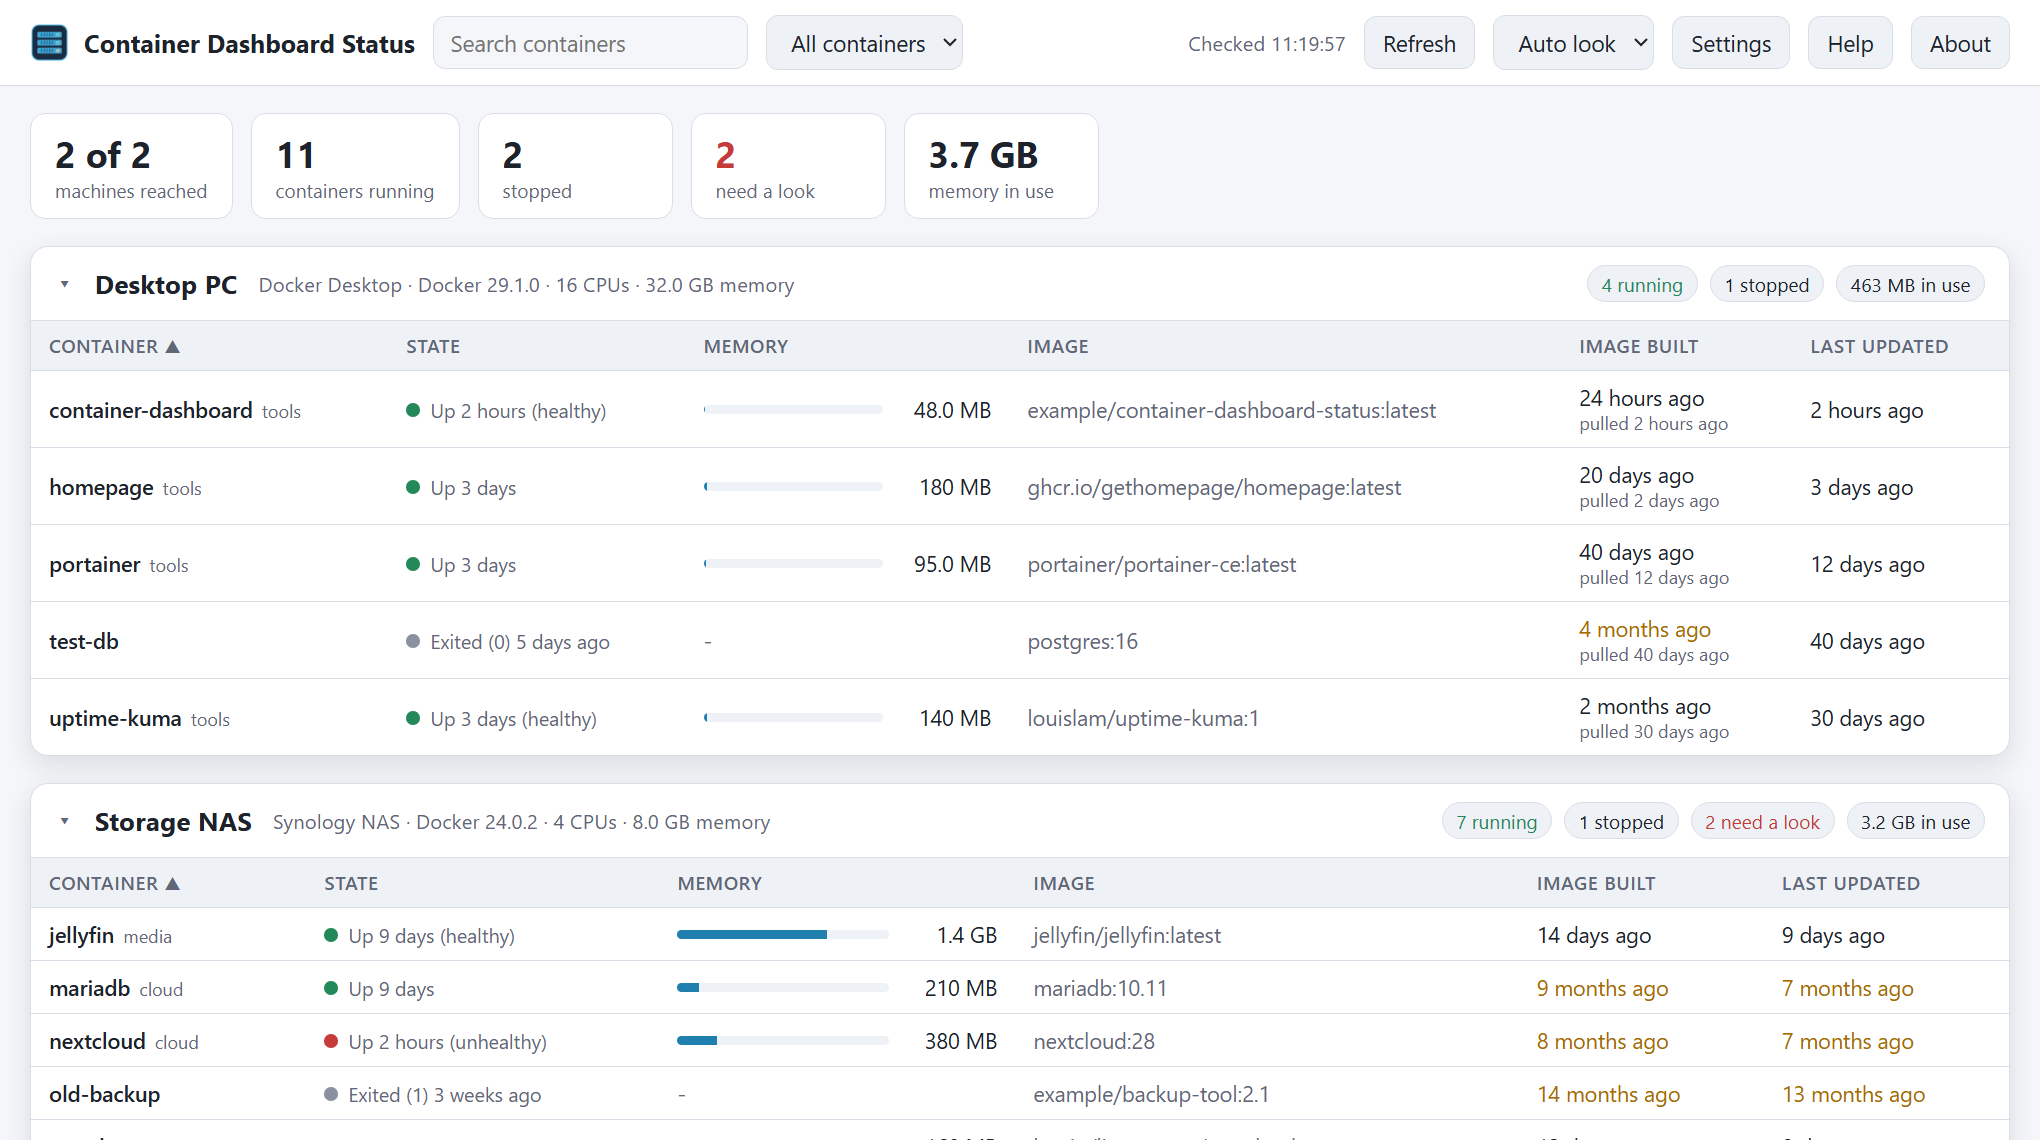 Container Dashboard Status
Search containers
All containers
Checked 11:19:57
Refresh
Auto look
Settings
Help
About
2 of 2
machines reached
11
containers running
2
stopped
2
need a look
3.7 GB
memory in use
Desktop PC Docker Desktop · Docker 29.1.0 · 16 CPUs · 32.0 GB memory
4 running
1 stopped
463 MB in use
CONTAINER ▲ STATE MEMORY IMAGE IMAGE BUILT LAST UPDATED
container-dashboard tools Up 2 hours (healthy) 48.0 MB example/container-dashboard-status:latest 24 hours ago 2 hours ago
pulled 2 hours ago
homepage tools Up 3 days 180 MB ghcr.io/gethomepage/homepage:latest 20 days ago 3 days ago
pulled 2 days ago
portainer tools Up 3 days 95.0 MB portainer/portainer-ce:latest 40 days ago 12 days ago
pulled 12 days ago
test-db Exited (0) 5 days ago - postgres:16 4 months ago 40 days ago
pulled 40 days ago
uptime-kuma tools Up 3 days (healthy) 140 MB louislam/uptime-kuma:1 2 months ago 30 days ago
pulled 30 days ago
Storage NAS Synology NAS · Docker 24.0.2 · 4 CPUs · 8.0 GB memory
7 running
1 stopped
2 need a look
3.2 GB in use
CONTAINER ▲ STATE MEMORY IMAGE IMAGE BUILT LAST UPDATED
jellyfin media Up 9 days (healthy) 1.4 GB jellyfin/jellyfin:latest 14 days ago 9 days ago
mariadb cloud Up 9 days 210 MB mariadb:10.11 9 months ago 7 months ago
nextcloud cloud Up 2 hours (unhealthy) 380 MB nextcloud:28 8 months ago 7 months ago
old-backup Exited (1) 3 weeks ago - example/backup-tool:2.1 14 months ago 13 months ago